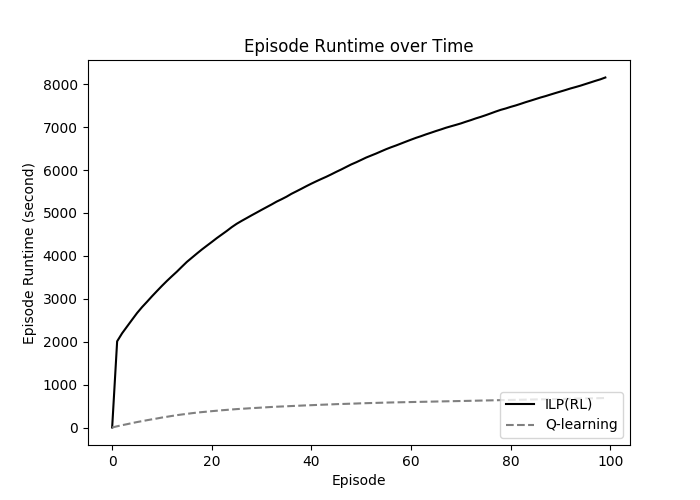 Episode Runtime over Time
Episode Runtime (second)
8000
7000
6000
5000
4000
3000
2000
1000
0
ILP(RL)
Q-learning
0 20 40 60 80 100
Episode